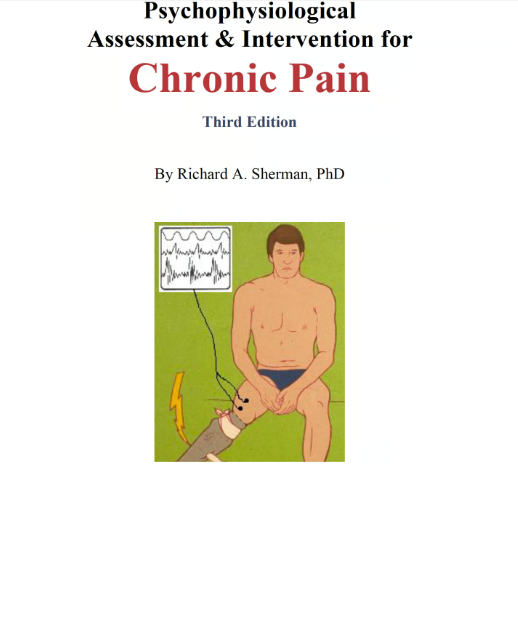 Psychophysiological
Assessment & Intervention for
Chronic Pain
Third Edition
By Richard A. Sherman, PhD